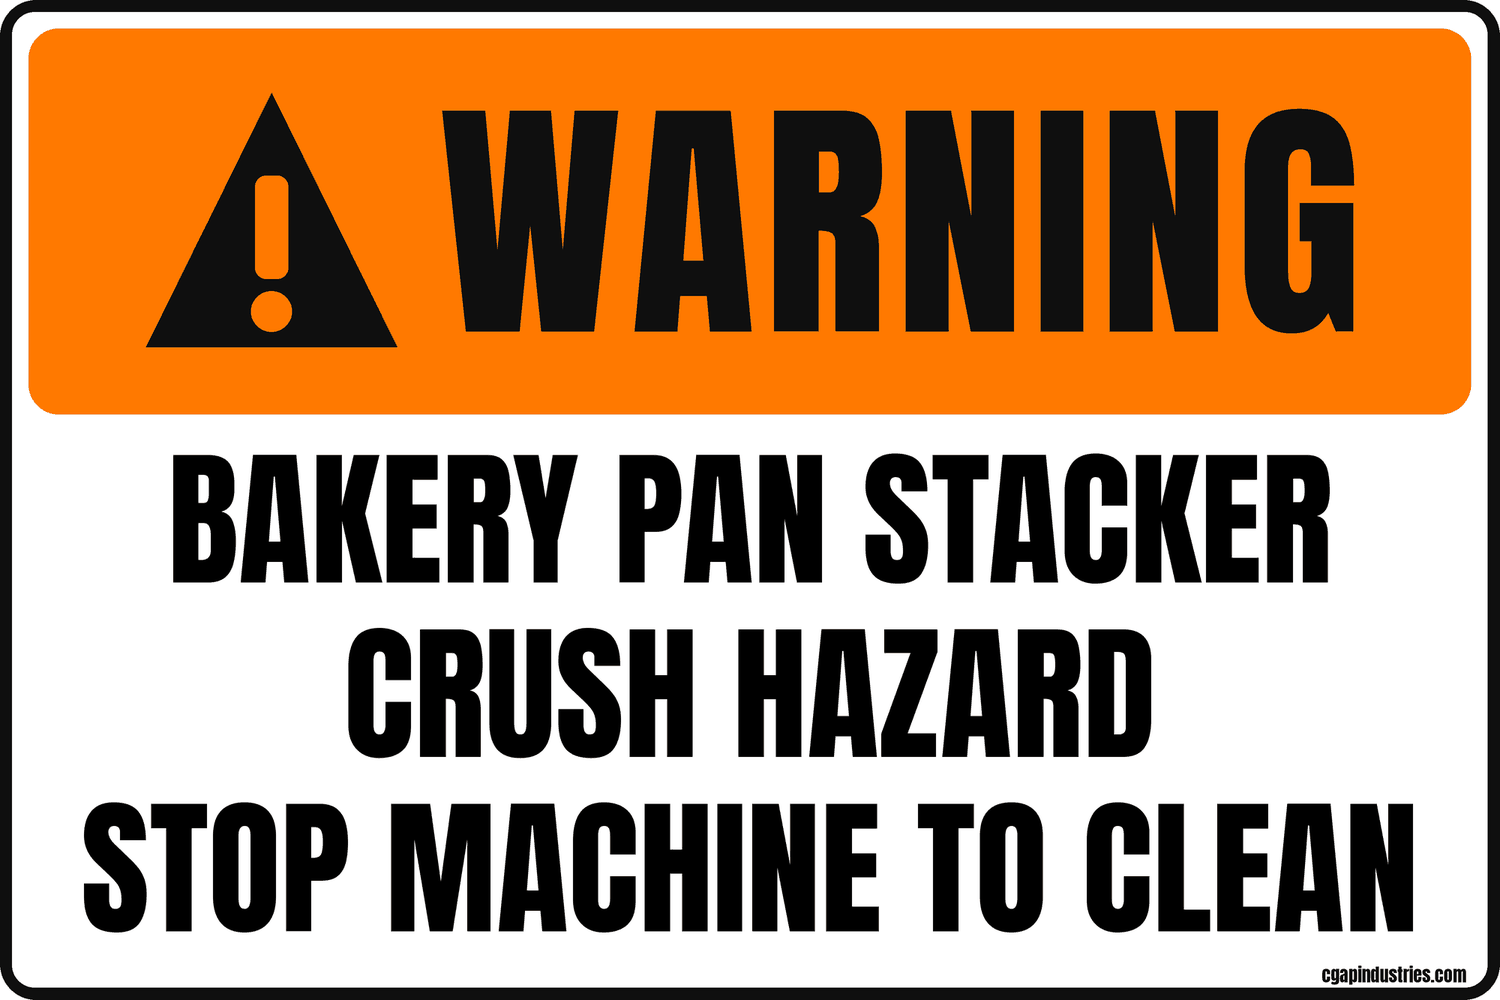 WARNING
BAKERY PAN STACKER
CRUSH HAZARD
STOP MACHINE TO CLEAN
cgapindustries.com